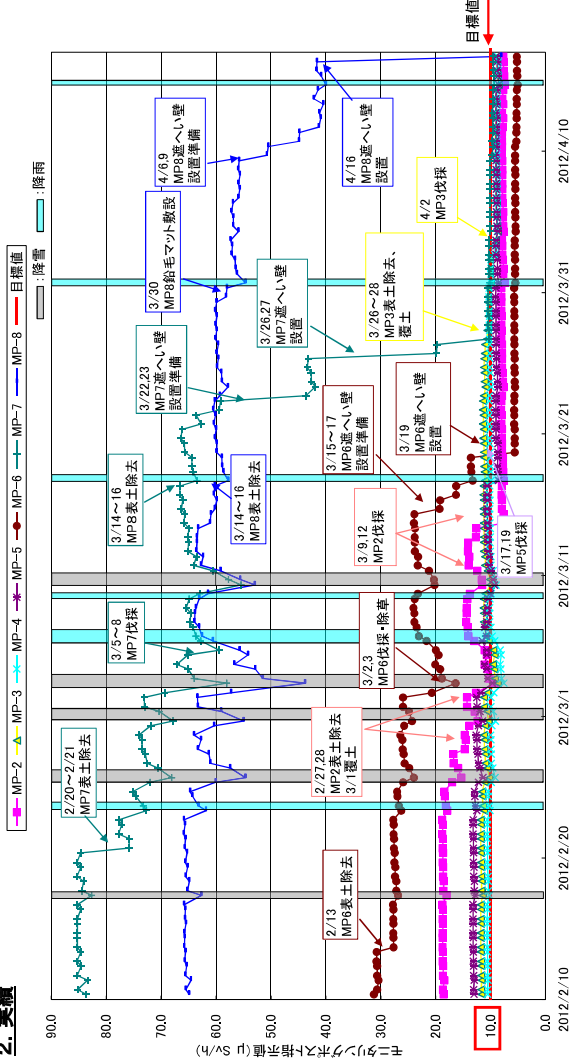 2. 実績
MP-2
MP-3
MP-4
MP-5
MP-6
MP-7
MP-8
目標値
:降雪
:降雨
モニタリングポスト指示値(μ Sv/h)
90.0
80.0
70.0
60.0
50.0
40.0
30.0
20.0
10.0
0.0
2012/2/10
2012/2/20
2012/3/1
2012/3/11
2012/3/21
2012/3/31
2012/4/10
目標値
2/20~2/21
MP7表土除去
3/5~8
MP7伐採
3/14~16
MP8表土除去
3/22,23
MP7遮へい壁
設置準備
3/30
MP8鉛毛マット敷設
4/6,9
MP8遮へい壁
設置準備
3/14~16
MP8表土除去
3/26,27
MP7遮へい壁
設置
4/16
MP8遮へい壁
設置
2/13
MP6表土除去
2/27,28
MP2表土除去
3/1覆土
3/2,3
MP6伐採・除草
3/9,12
MP2伐採
3/15~17
MP6遮へい壁
設置準備
3/17,19
MP5伐採
3/19
MP6遮へい壁
設置
3/26~28
MP3表土除去、
覆土
4/2
MP3伐採